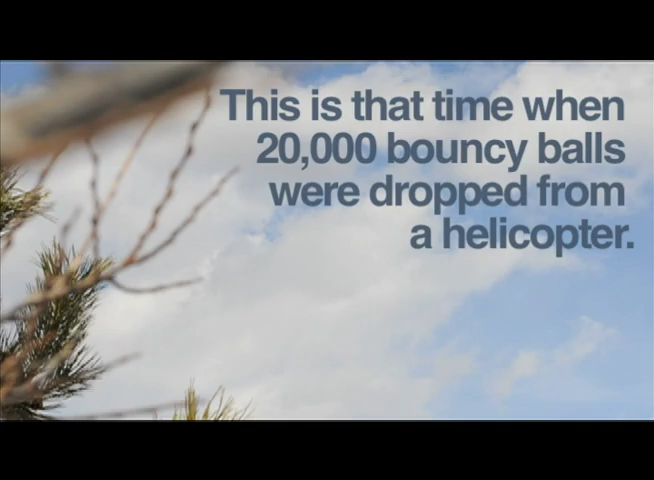 This is that time when
20,000 bouncy balls
were dropped from
a helicopter.